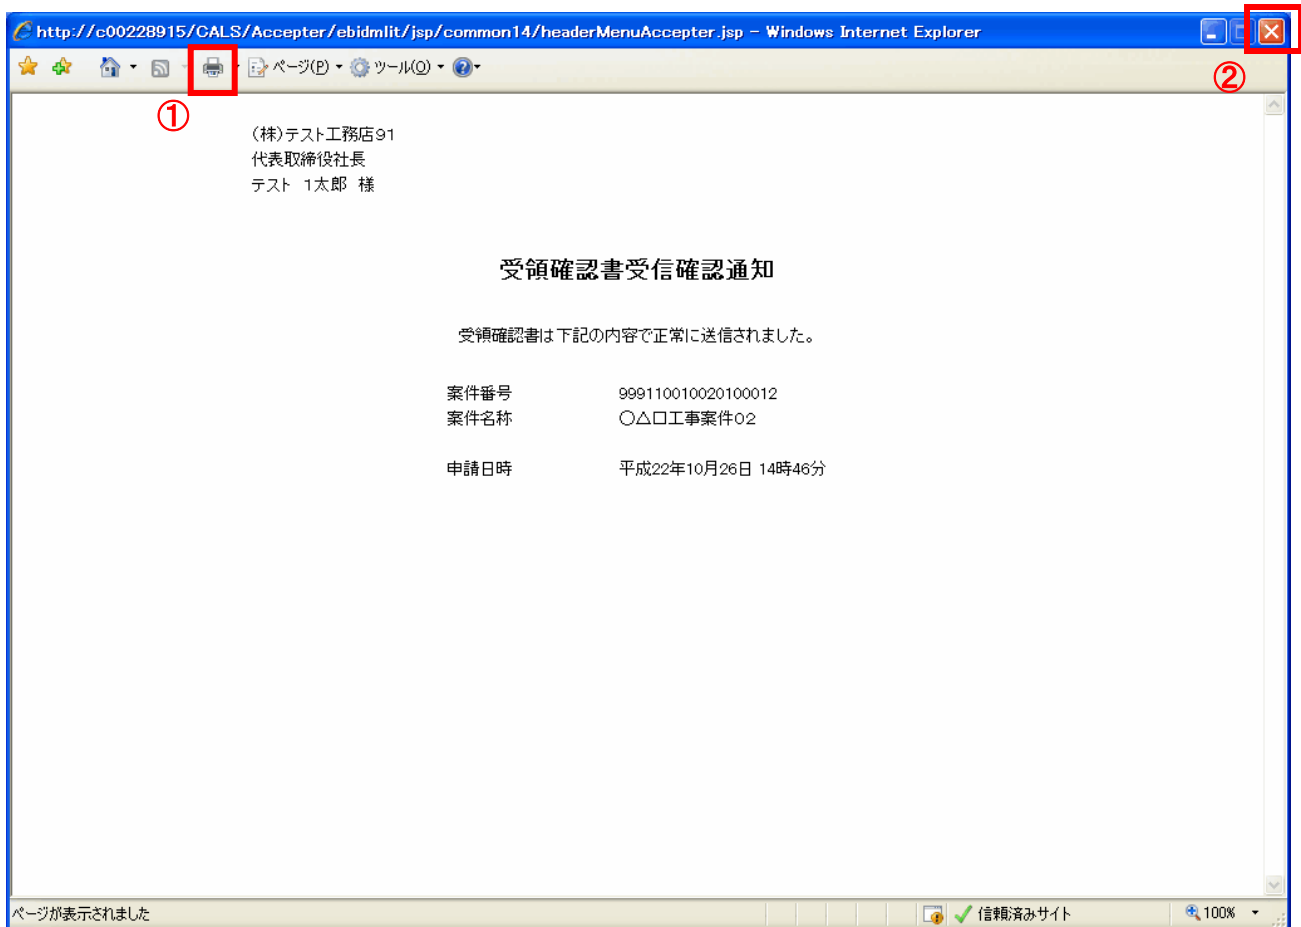 http://c00228915/CALS/Accepter/ebidmlit/jsp/common14/headerMenuAccepter.jsp - Windows Internet Explorer
ページ(P) ツール(O)
① ②
(株)テスト工務店91
代表取締役社長
テスト 1太郎 様
受領確認書受信確認通知
受領確認書は下記の内容で正常に送信されました。
案件番号 999110010020100012
案件名称 ○△口工事案件02
申請日時 平成22年10月26日 14時46分
ページが表示されました 信頼済みサイト 100%